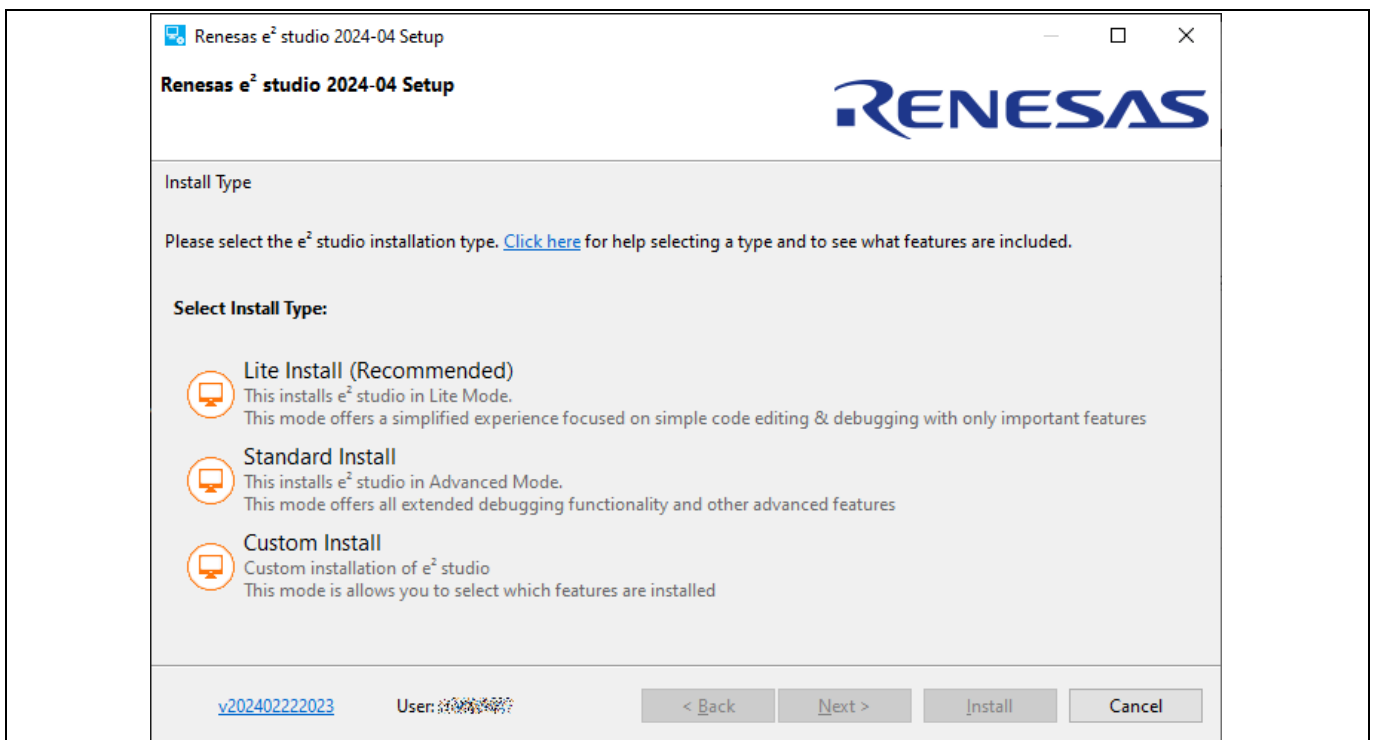 Renesas e² studio 2024-04 Setup
Renesas e² studio 2024-04 Setup
RENESAS
Install Type
Please select the e² studio installation type. Click here for help selecting a type and to see what features are included.
Select Install Type:
Lite Install (Recommended)
This installs e² studio in Lite Mode.
This mode offers a simplified experience focused on simple code editing & debugging with only important features
Standard Install
This installs e² studio in Advanced Mode.
This mode offers all extended debugging functionality and other advanced features
Custom Install
Custom installation of e² studio
This mode is allows you to select which features are installed
v202402222023 User: < Back Next > Install Cancel